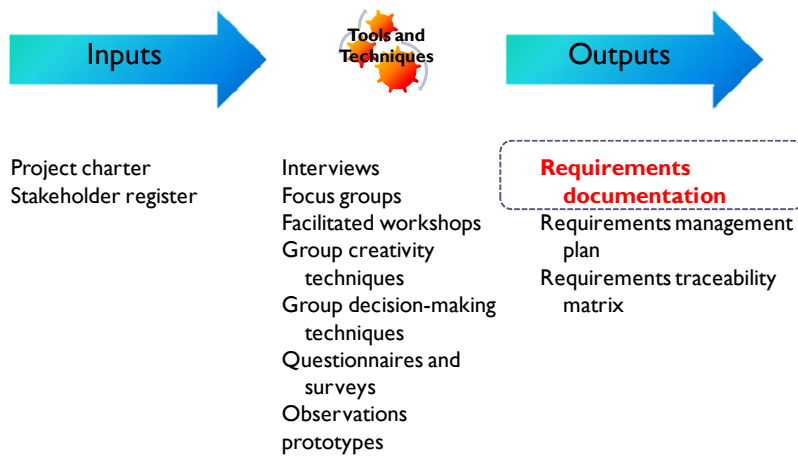 Inputs
Tools and
Techniques
Outputs
Project charter
Stakeholder register
Interviews
Focus groups
Facilitated workshops
Group creativity
techniques
Group decision-making
techniques
Questionnaires and
surveys
Observations
prototypes
Requirements
documentation
Requirements management
plan
Requirements traceability
matrix